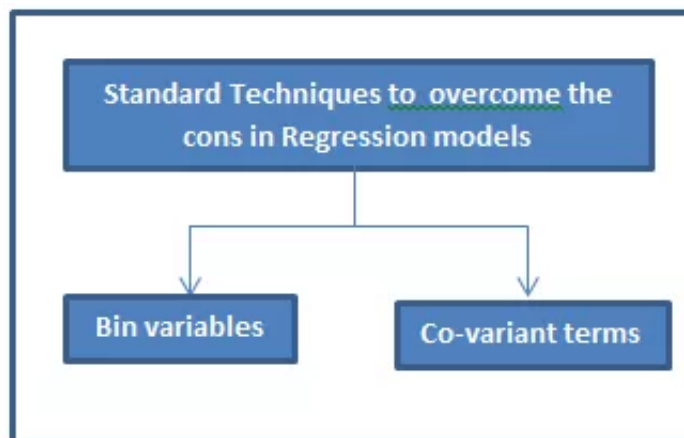 Standard Techniques to overcome the
cons in Regression models
Bin variables
Co-variant terms